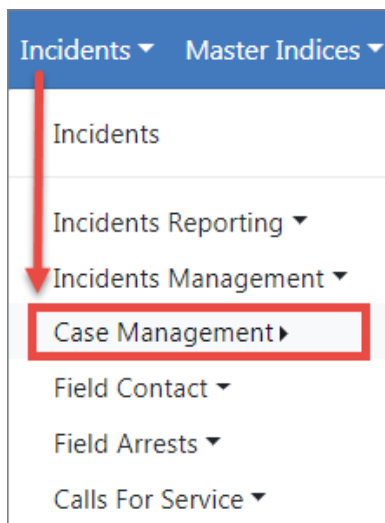 Incidents Master Indices
Incidents
Incidents Reporting
Incidents Management
Case Management
Field Contact
Field Arrests
Calls For Service